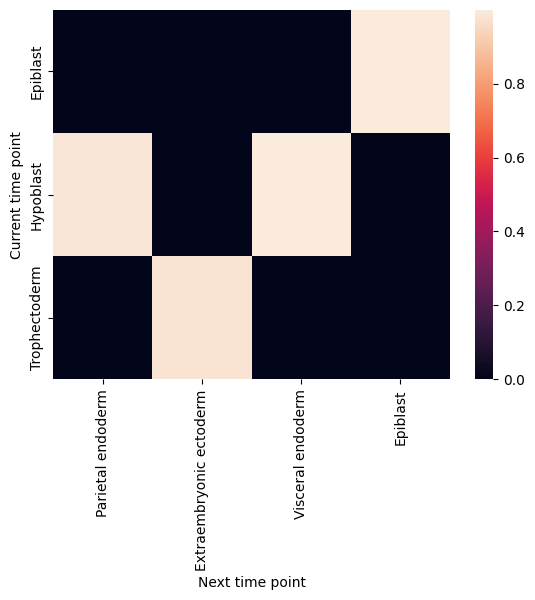 Current time point
Epiblast
Hypoblast
Trophectoderm
Parietal endoderm
Extraembryonic ectoderm
Visceral endoderm
Epiblast
Next time point
0.8
0.6
0.4
0.2
0.0